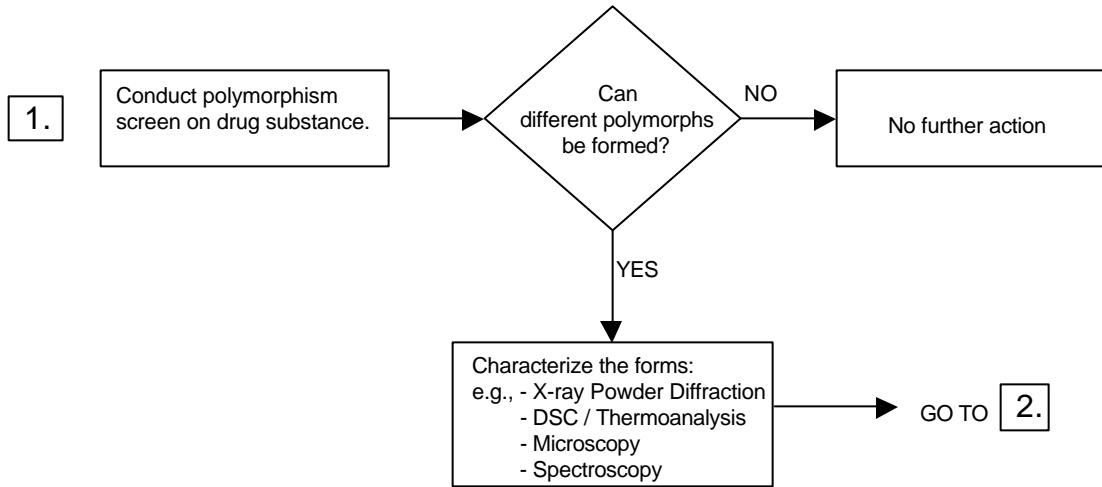 1.
Conduct polymorphism
screen on drug substance.
Can
different polymorphs
be formed?
NO
No further action
YES
Characterize the forms:
e.g., - X-ray Powder Diffraction
- DSC / Thermoanalysis
- Microscopy
- Spectroscopy
GO TO 2.